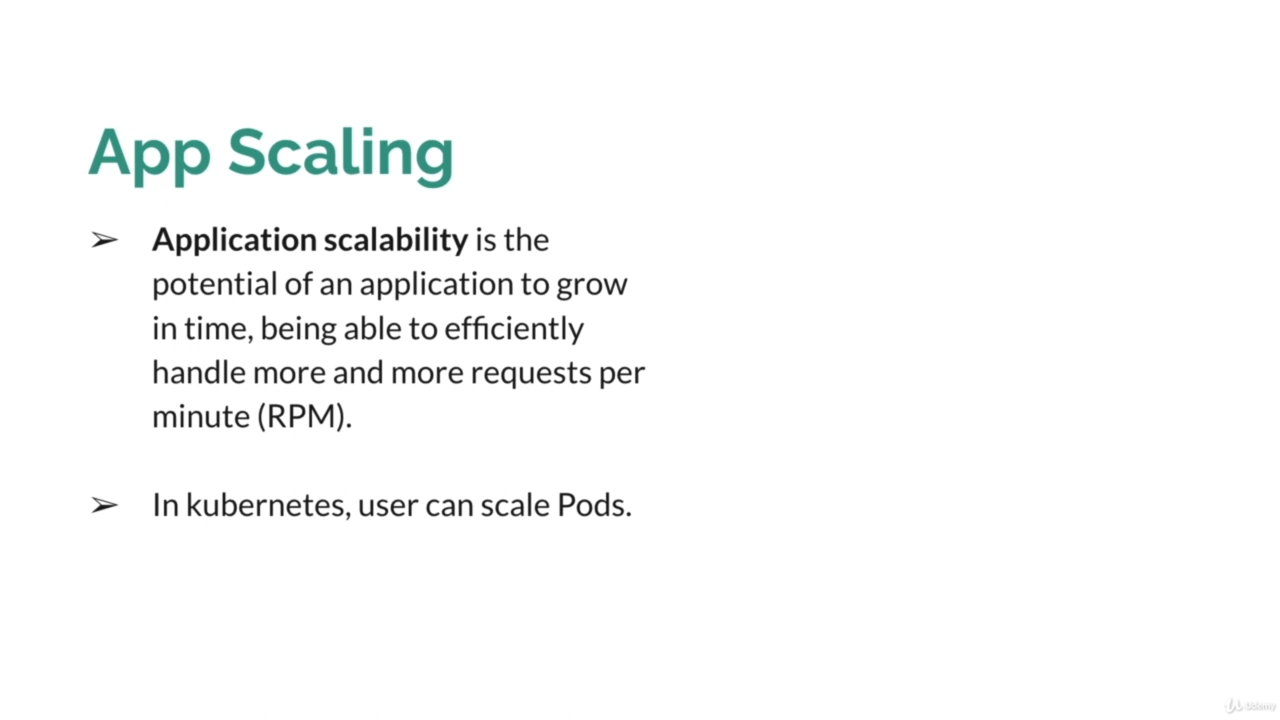 App Scaling
➢ Application scalability is the
potential of an application to grow
in time, being able to efficiently
handle more and more requests per
minute (RPM).
➢ In kubernetes, user can scale Pods.
Udemy